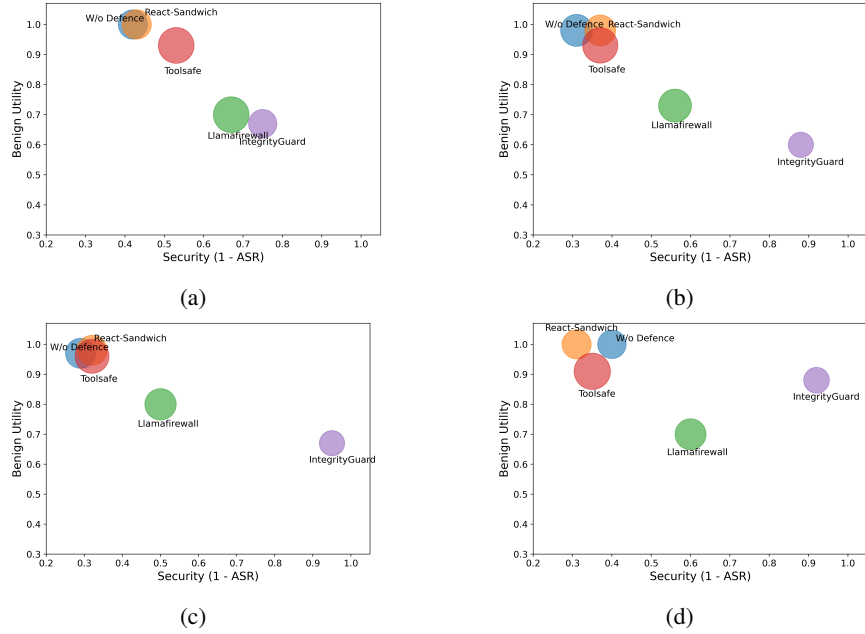 W/o Defence
React-Sandwich
Toolsafe
Llamafirewall
IntegrityGuard
Benign Utility
1.0
0.9
0.8
0.7
0.6
0.5
0.4
0.3
0.2 0.3 0.4 0.5 0.6 0.7 0.8 0.9 1.0
Security (1 - ASR)
(a)
W/o Defence
React-Sandwich
Toolsafe
Llamafirewall
IntegrityGuard
Benign Utility
1.0
0.9
0.8
0.7
0.6
0.5
0.4
0.3
0.2 0.3 0.4 0.5 0.6 0.7 0.8 0.9 1.0
Security (1 - ASR)
(b)
React-Sandwich
W/o Defence
Toolsafe
Llamafirewall
IntegrityGuard
Benign Utility
1.0
0.9
0.8
0.7
0.6
0.5
0.4
0.3
0.2 0.3 0.4 0.5 0.6 0.7 0.8 0.9 1.0
Security (1 - ASR)
(c)
React-Sandwich
W/o Defence
Toolsafe
IntegrityGuard
Llamafirewall
Benign Utility
1.0
0.9
0.8
0.7
0.6
0.5
0.4
0.3
0.2 0.3 0.4 0.5 0.6 0.7 0.8 0.9 1.0
Security (1 - ASR)
(d)